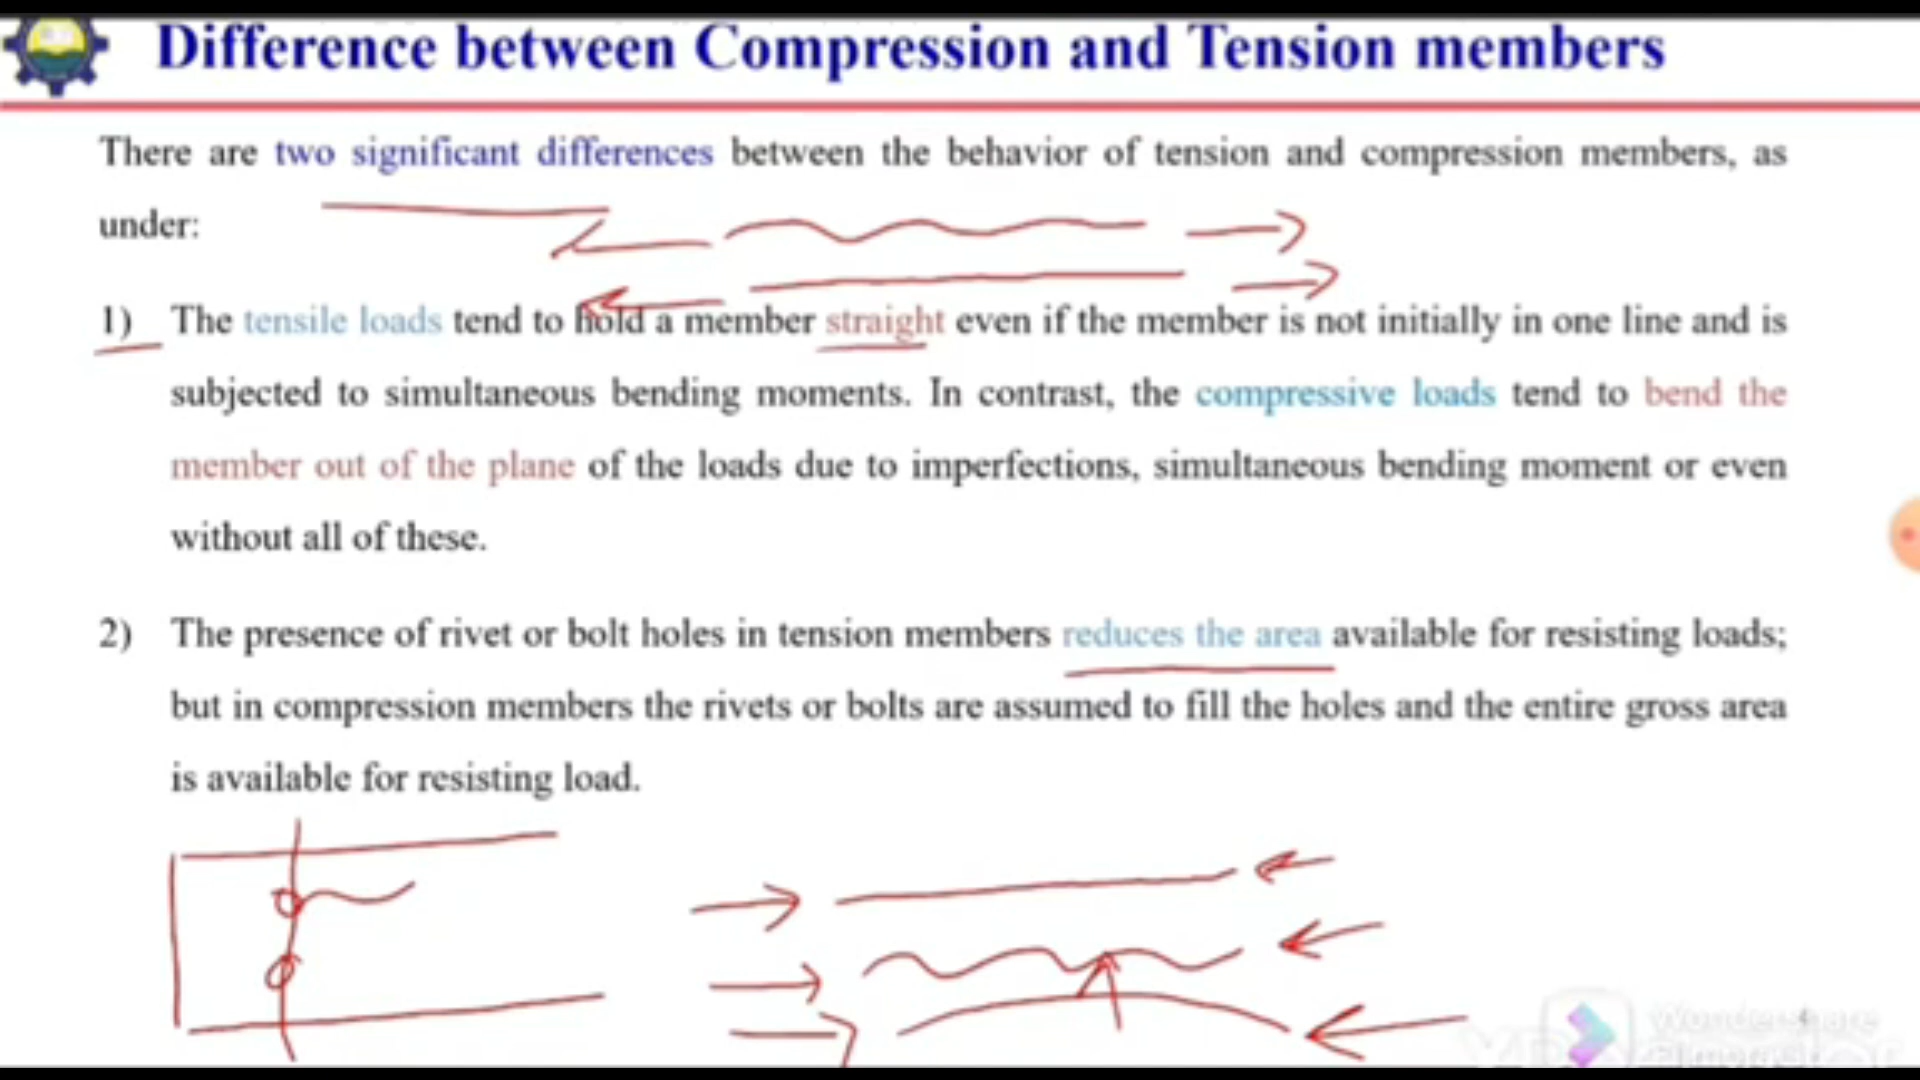 Difference between Compression and Tension members
There are two significant differences between the behavior of tension and compression members, as
under:
1) The tensile loads tend to hold a member straight even if the member is not initially in one line and is
subjected to simultaneous bending moments. In contrast, the compressive loads tend to bend the
member out of the plane of the loads due to imperfections, simultaneous bending moment or even
without all of these.
2) The presence of rivet or bolt holes in tension members reduces the area available for resisting loads;
but in compression members the rivets or bolts are assumed to fill the holes and the entire gross area
is available for resisting load.
Wondershare